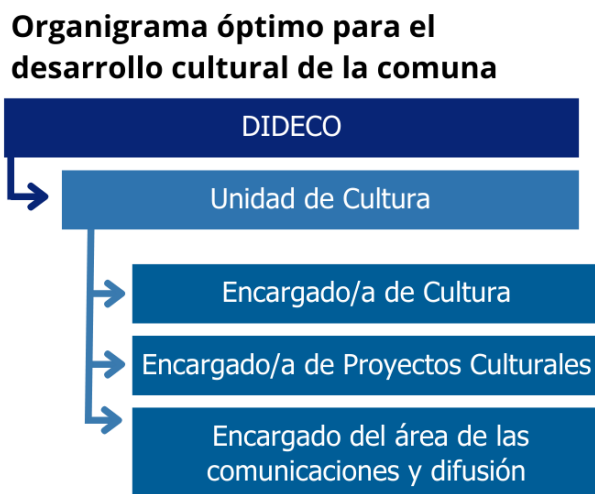 Organigrama óptimo para el
desarrollo cultural de la comuna
DIDECO
Unidad de Cultura
Encargado/a de Cultura
Encargado/a de Proyectos Culturales
Encargado del área de las
comunicaciones y difusión